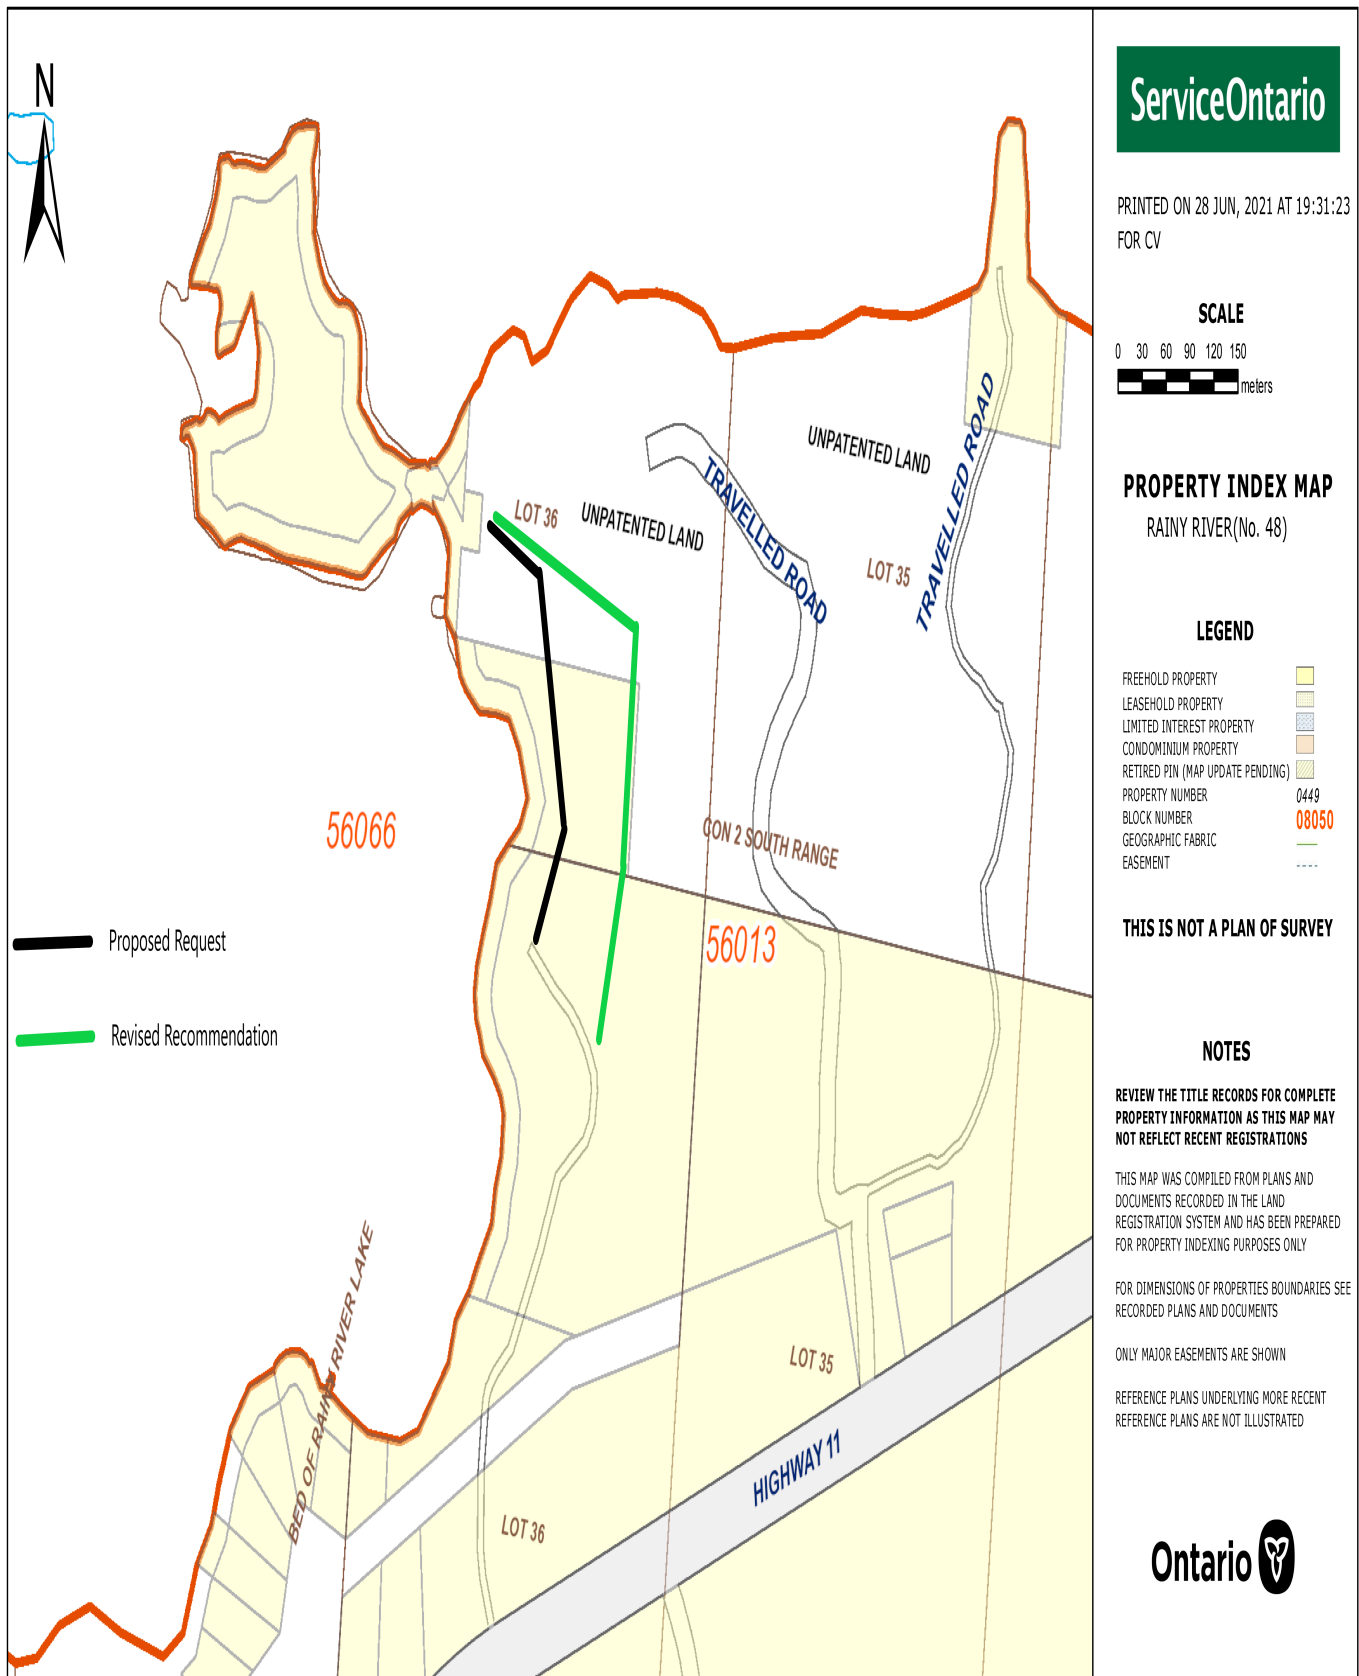 N
LOT 36
UNPATENTED LAND
TRAVELLED ROAD
UNPATENTED LAND
LOT 35
TRAVELLED ROAD
56066
CON 2 SOUTH RANGE
56013
Proposed Request
Revised Recommendation
BED OF RAINY RIVER LAKE
LOT 35
HIGHWAY 11
LOT 36
ServiceOntario
PRINTED ON 28 JUN, 2021 AT 19:31:23
FOR CV
SCALE
0 30 60 90 120 150
meters
PROPERTY INDEX MAP
RAINY RIVER(No. 48)
LEGEND
FREEHOLD PROPERTY
LEASEHOLD PROPERTY
LIMITED INTEREST PROPERTY
CONDOMINIUM PROPERTY
RETIRED PIN (MAP UPDATE PENDING)
PROPERTY NUMBER 0449
BLOCK NUMBER 08050
GEOGRAPHIC FABRIC
EASEMENT
THIS IS NOT A PLAN OF SURVEY
NOTES
REVIEW THE TITLE RECORDS FOR COMPLETE
PROPERTY INFORMATION AS THIS MAP MAY
NOT REFLECT RECENT REGISTRATIONS
THIS MAP WAS COMPILED FROM PLANS AND
DOCUMENTS RECORDED IN THE LAND
REGISTRATION SYSTEM AND HAS BEEN PREPARED
FOR PROPERTY INDEXING PURPOSES ONLY
FOR DIMENSIONS OF PROPERTIES BOUNDARIES SEE
RECORDED PLANS AND DOCUMENTS
ONLY MAJOR EASEMENTS ARE SHOWN
REFERENCE PLANS UNDERLYING MORE RECENT
REFERENCE PLANS ARE NOT ILLUSTRATED
Ontario